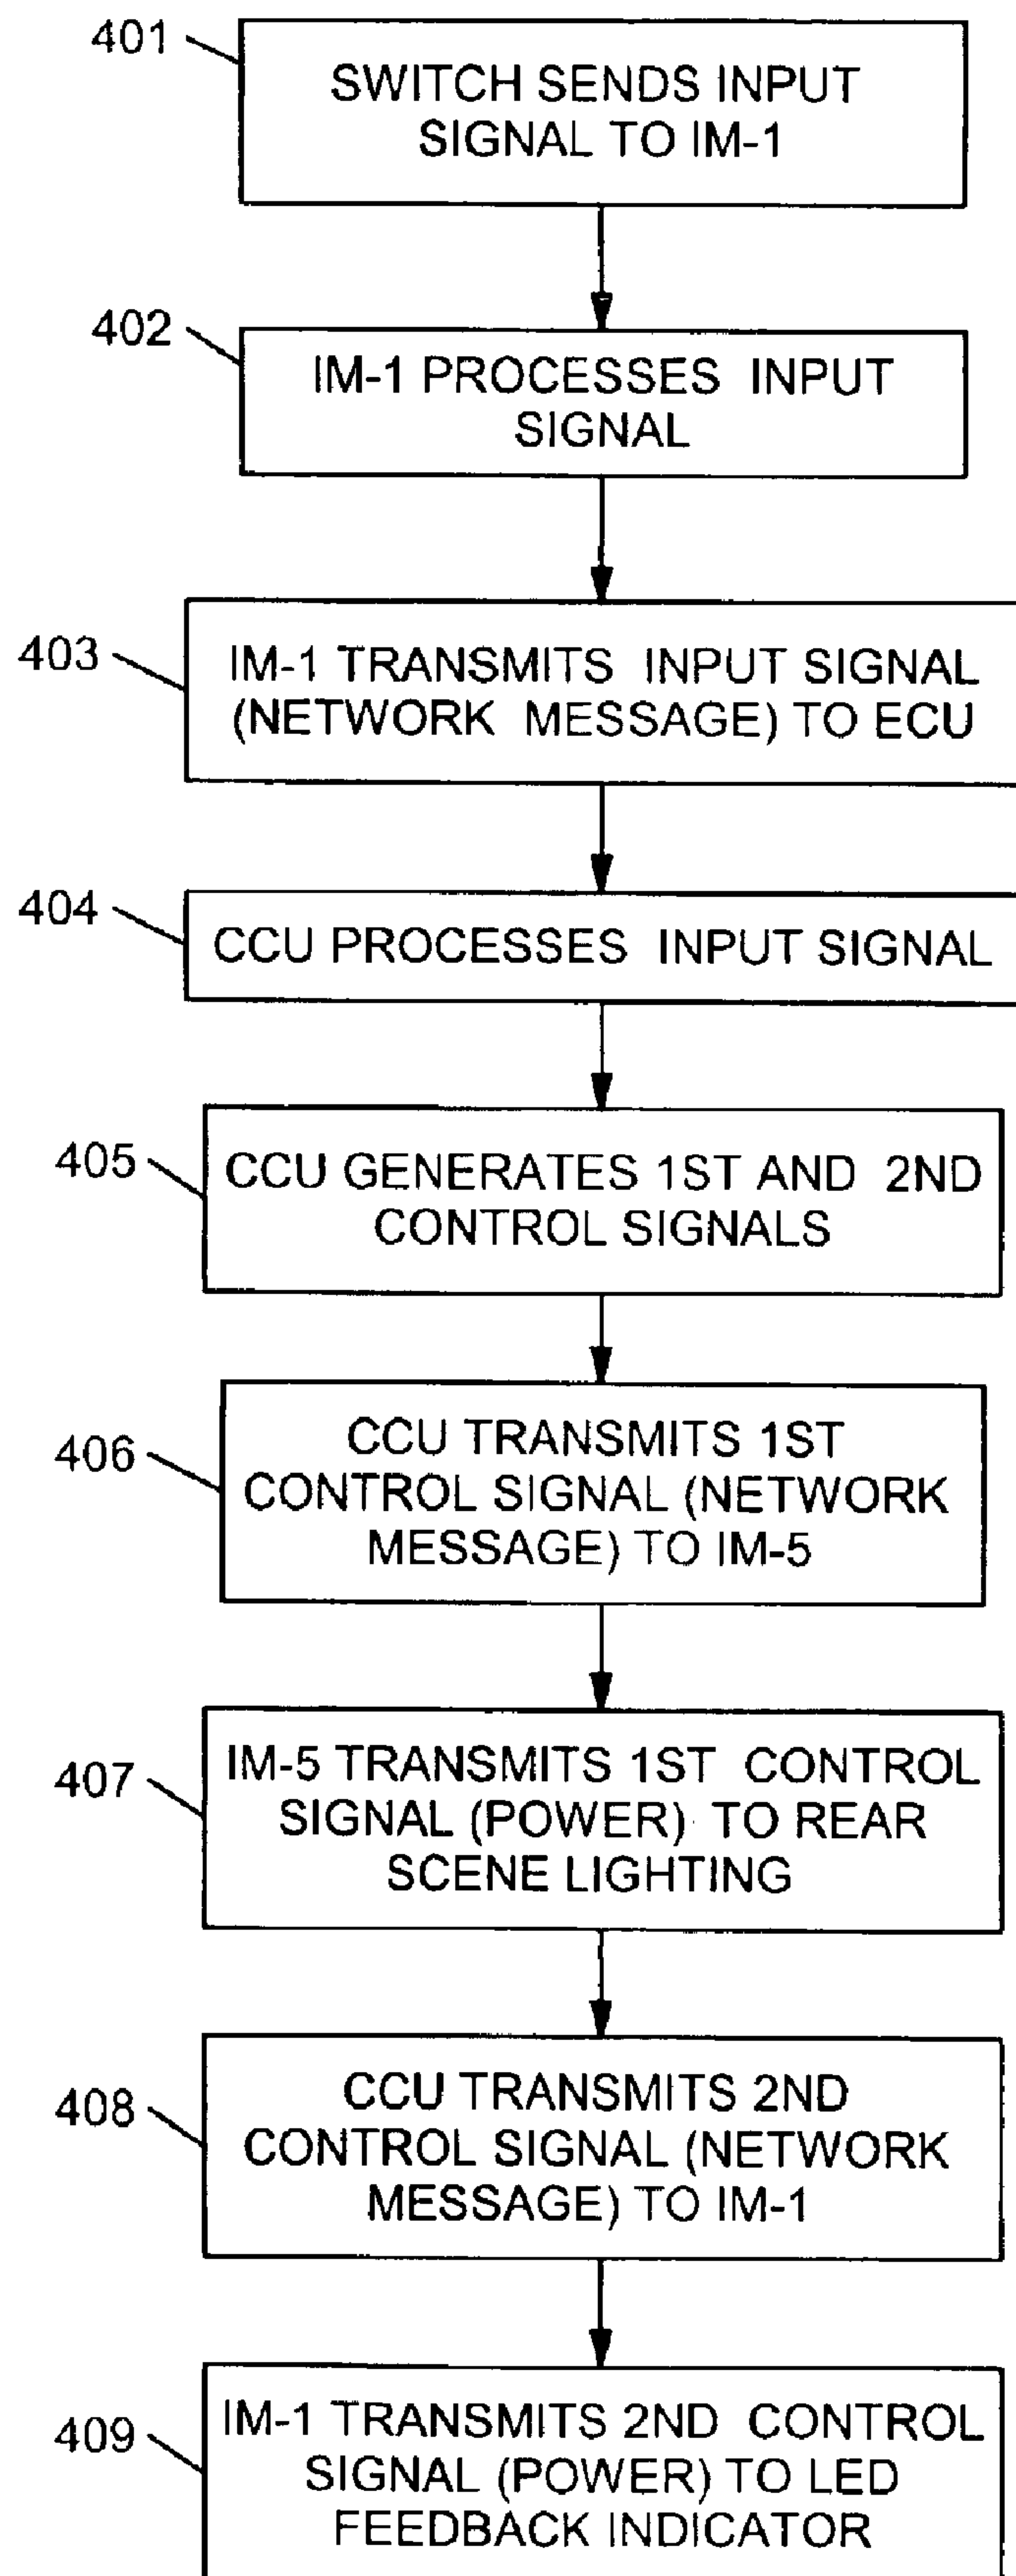 401
SWITCH SENDS INPUT
SIGNAL TO IM-1
402
IM-1 PROCESSES INPUT
SIGNAL
403
IM-1 TRANSMITS INPUT SIGNAL
(NETWORK MESSAGE) TO ECU
404
CCU PROCESSES INPUT SIGNAL
405
CCU GENERATES 1ST AND 2ND
CONTROL SIGNALS
406
CCU TRANSMITS 1ST
CONTROL SIGNAL (NETWORK
MESSAGE) TO IM-5
407
IM-5 TRANSMITS 1ST CONTROL
SIGNAL (POWER) TO REAR
SCENE LIGHTING
408
CCU TRANSMITS 2ND
CONTROL SIGNAL (NETWORK
MESSAGE) TO IM-1
409
IM-1 TRANSMITS 2ND CONTROL
SIGNAL (POWER) TO LED
FEEDBACK INDICATOR